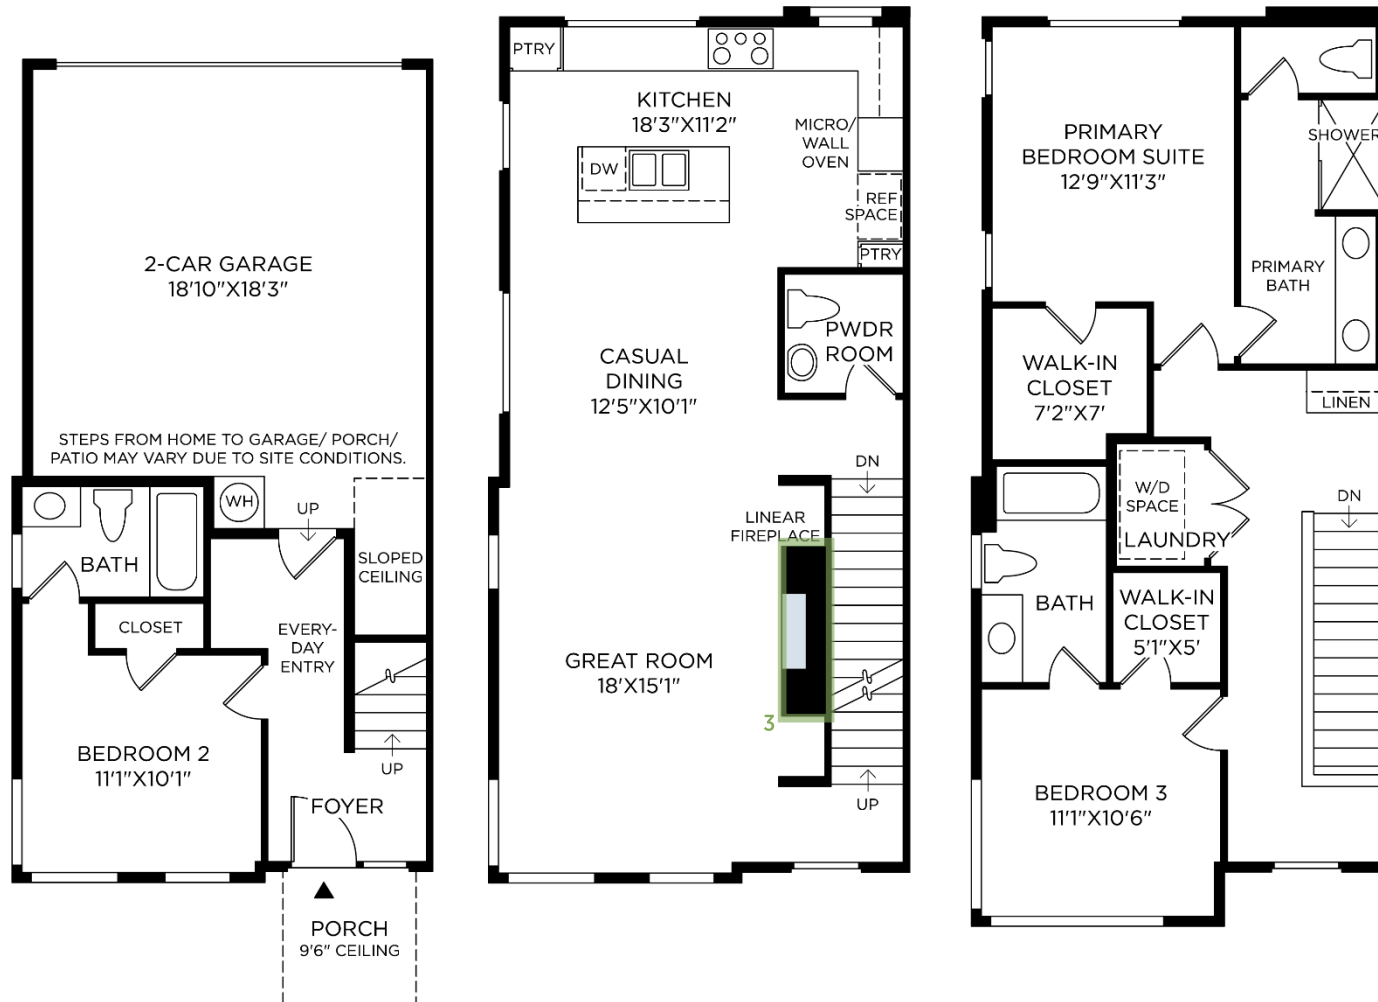 2-CAR GARAGE
18'10"X18'3"
STEPS FROM HOME TO GARAGE/ PORCH/
PATIO MAY VARY DUE TO SITE CONDITIONS.
WH
UP
BATH
SLOPED
CEILING
CLOSET
EVERY-
DAY
ENTRY
BEDROOM 2
11'1"X10'1"
UP
FOYER
PORCH
9'6" CEILING
PTRY
KITCHEN
18'3"X11'2"
MICRO/
WALL
OVEN
DW
REF
SPACE
PTRY
PWDR
ROOM
CASUAL
DINING
12'5"X10'1"
DN
LINEAR
FIREPLACE
GREAT ROOM
18'X15'1"
3
UP
PRIMARY
BEDROOM SUITE
12'9"X11'3"
SHOWER
PRIMARY
BATH
WALK-IN
CLOSET
7'2"X7'
LINEN
W/D
SPACE
LAUNDRY
DN
BATH
WALK-IN
CLOSET
5'1"X5'
BEDROOM 3
11'1"X10'6"